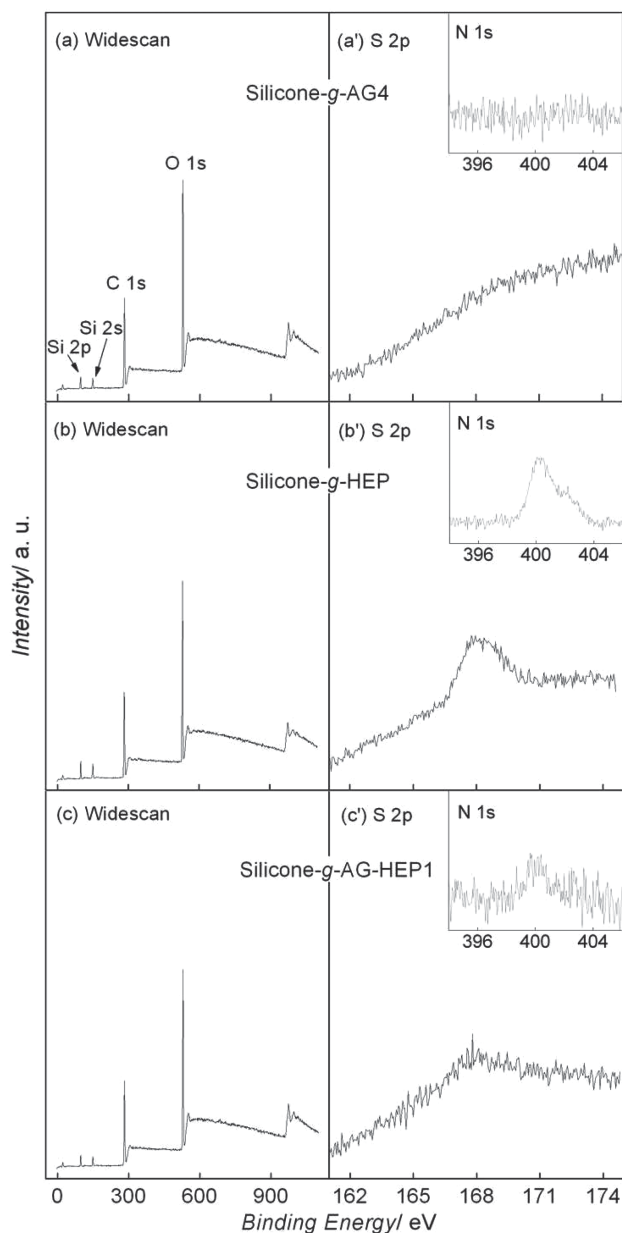 (a) Widescan
(a') S 2p
N 1s
Silicone-g-AG4
396 400 404
O 1s
C 1s
Si 2s
Si 2p
(b) Widescan
(b') S 2p
N 1s
Silicone-g-HEP
396 400 404
Intensity/ a. u.
(c) Widescan
(c') S 2p
N 1s
Silicone-g-AG-HEP1
396 400 404
0 300 600 900 162 165 168 171 174
Binding Energy/ eV